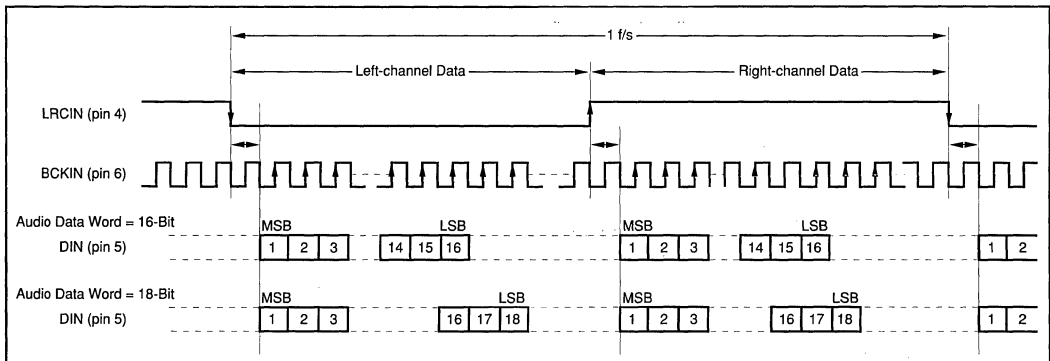 1 f/s
Left-channel Data
Right-channel Data
LRCIN (pin 4)
BCKIN (pin 6)
Audio Data Word = 16-Bit
MSB LSB MSB LSB
DIN (pin 5) 1 2 3 14 15 16 1 2 3 14 15 16 1 2
Audio Data Word = 18-Bit
MSB LSB MSB LSB
DIN (pin 5) 1 2 3 16 17 18 1 2 3 16 17 18 1 2